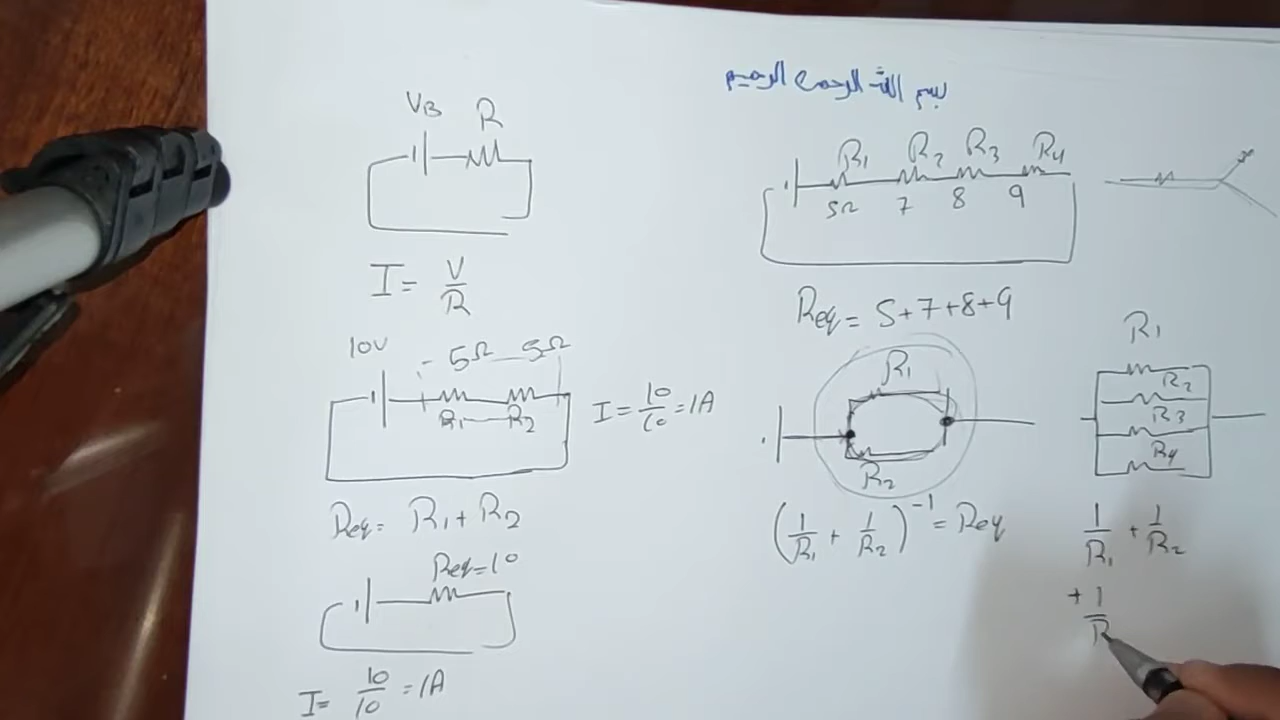 بسم الله الرحمن الرحيم
VB R
I = V/R
10V 5Ω 5Ω
R1 R2
I = 10/10 = 1A
Req = R1 + R2
Req = 10
I = 10/10 = 1A
R1 R2 R3 R4
5Ω 7 8 9
Req = 5+7+8+9
R1
R2
(1/R1 + 1/R2)^-1 = Req
R1
R2
R3
R4
1/R1 + 1/R2
+ 1/R